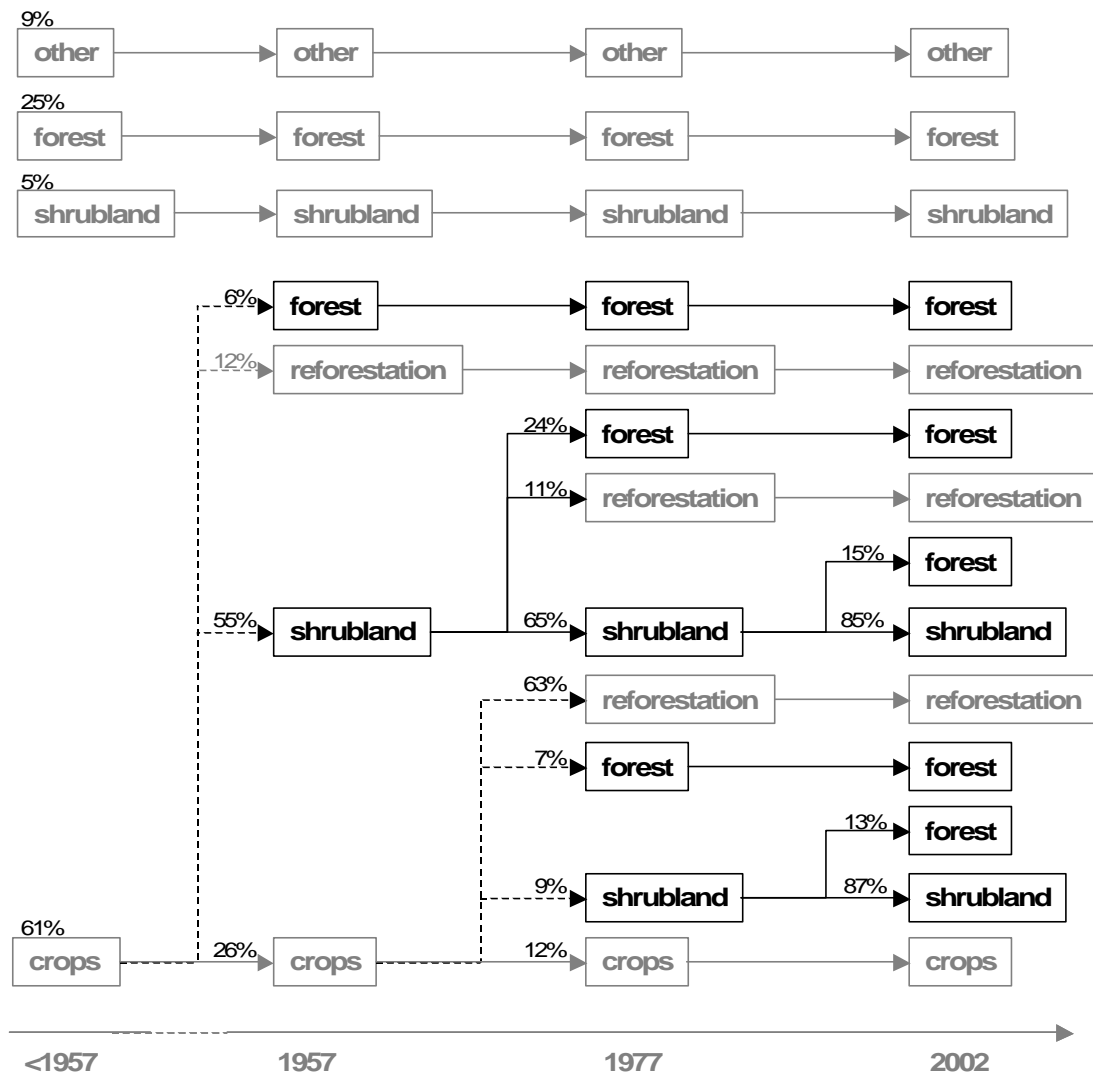 9%
other other other other
25%
forest forest forest forest
5%
shrubland shrubland shrubland shrubland
6% forest forest forest
12% reforestation reforestation reforestation
24% forest forest
11% reforestation reforestation
15% forest
55% shrubland 65% shrubland 85% shrubland
63% reforestation reforestation
7% forest forest
13% forest
9% shrubland 87% shrubland
61%
crops 26% crops 12% crops crops
<1957 1957 1977 2002